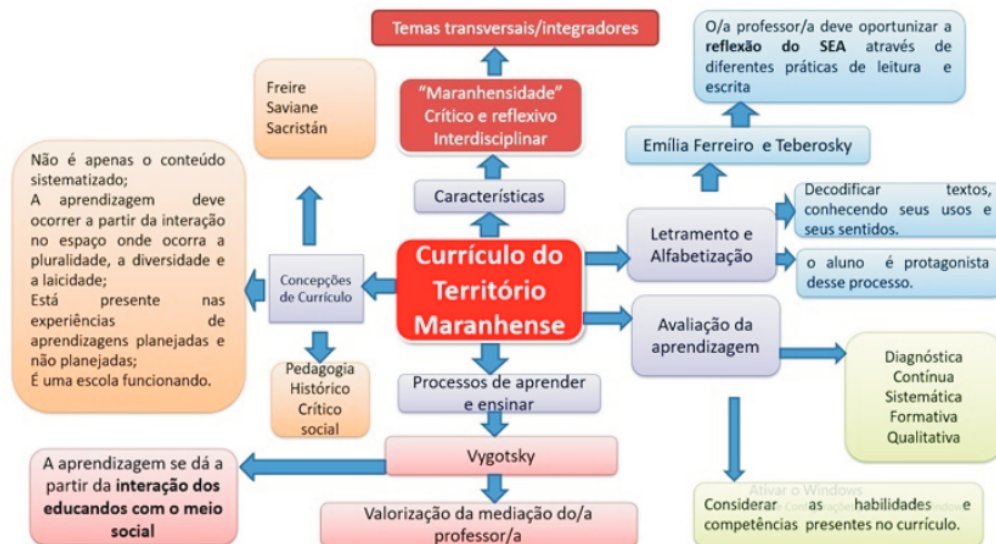 Temas transversais/integradores
O/a professor/a deve oportunizar a
reflexão do SEA através de
diferentes práticas de leitura e
escrita
Freire
Saviane
Sacristán
"Maranhensidade"
Crítico e reflexivo
Interdisciplinar
Emília Ferreiro e Teberosky
Não é apenas o conteúdo
sistematizado;
A aprendizagem deve
ocorrer a partir da interação
no espaço onde ocorra a
pluralidade, a diversidade e
a laicidade;
Está presente nas
experiências de
aprendizagens planejadas e
não planejadas;
É uma escola funcionando.
Características
Decodificar textos,
conhecendo seus usos e
seus sentidos.
Letramento e
Alfabetização
o aluno é protagonista
desse processo.
Concepções
de Currículo
Currículo do
Território
Maranhense
Avaliação da
aprendizagem
Diagnóstica
Contínua
Sistemática
Formativa
Qualitativa
Pedagogia
Histórico
Crítico
social
Processos de aprender
e ensinar
Vygotsky
A aprendizagem se dá a
partir da interação dos
educandos com o meio
social
Valorização da mediação do/a
professor/a
Ativar o Windows
Considerar as habilidades e
competências presentes no currículo.